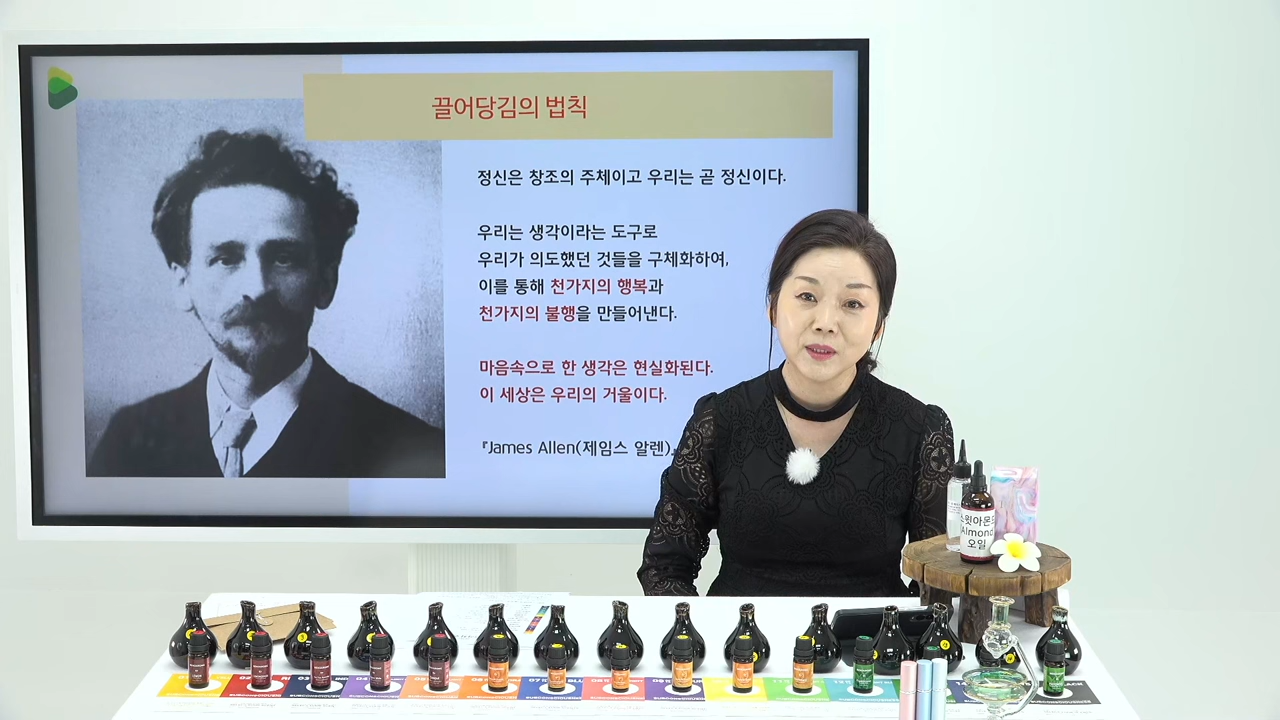 끌어당김의 법칙
정신은 창조의 주체이고 우리는 곧 정신이다.
우리는 생각이라는 도구로
우리가 의도했던 것들을 구체화하여,
이를 통해 천가지의 행복과
천가지의 불행을 만들어낸다.
마음속으로 한 생각은 현실화된다.
이 세상은 우리의 거울이다.
『James Allen(제임스 알렌)』
Almond
오일